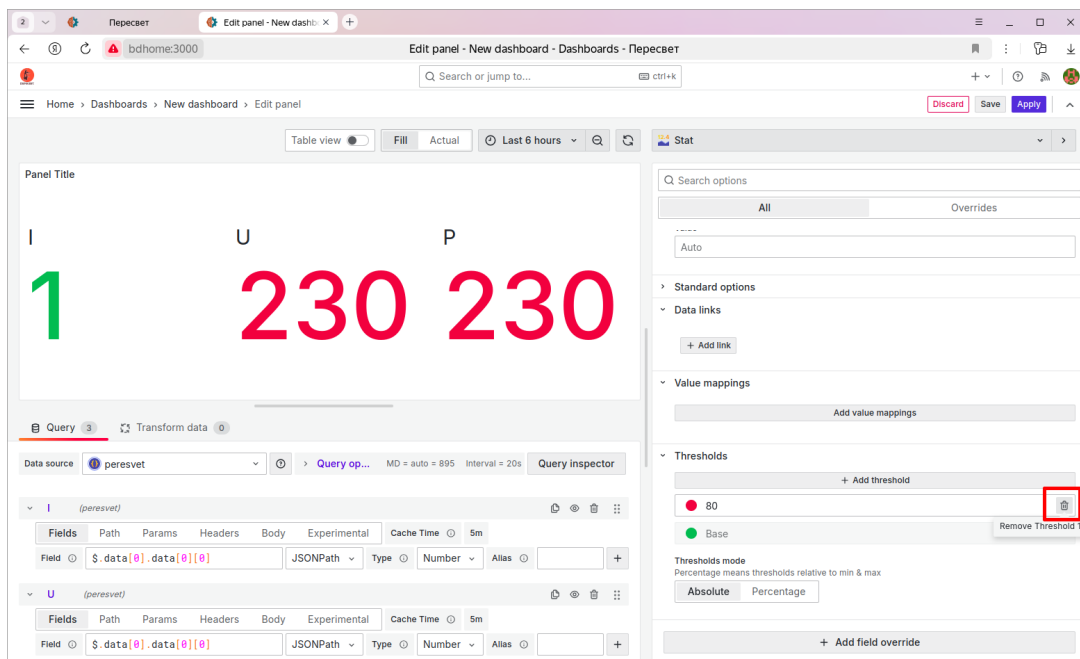 2 Пересвет Edit panel - New dashb
bdhome:3000 Edit panel - New dashboard - Dashboards - Пересвет
Search or jump to... ctrl+k
Home › Dashboards › New dashboard › Edit panel Discard Save Apply
Table view Fill Actual Last 6 hours
Stat
Panel Title
I U P
1 230 230
Search options
All Overrides
Auto
Standard options
Data links
+ Add link
Value mappings
Add value mappings
Thresholds
+ Add threshold
80
Remove Threshold 1
Base
Thresholds mode
Percentage means thresholds relative to min & max
Absolute Percentage
+ Add field override
Query 3 Transform data 0
Data source peresvet Query op... MD = auto = 895 Interval = 20s Query inspector
I (peresvet)
Fields Path Params Headers Body Experimental Cache Time 5m
Field $.data[0].data[0][0] JSONPath Type Number Alias +
U (peresvet)
Fields Path Params Headers Body Experimental Cache Time 5m
Field $.data[0].data[0][0] JSONPath Type Number Alias +